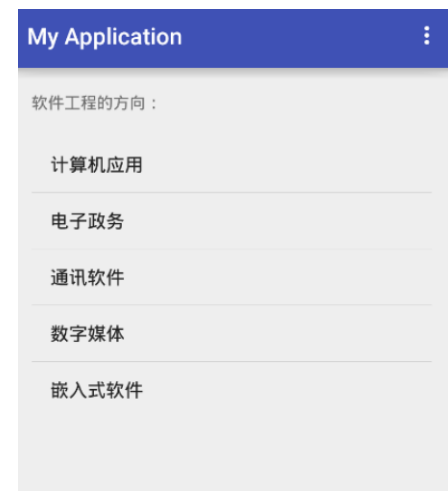 My Application
软件工程的方向：
计算机应用
电子政务
通讯软件
数字媒体
嵌入式软件